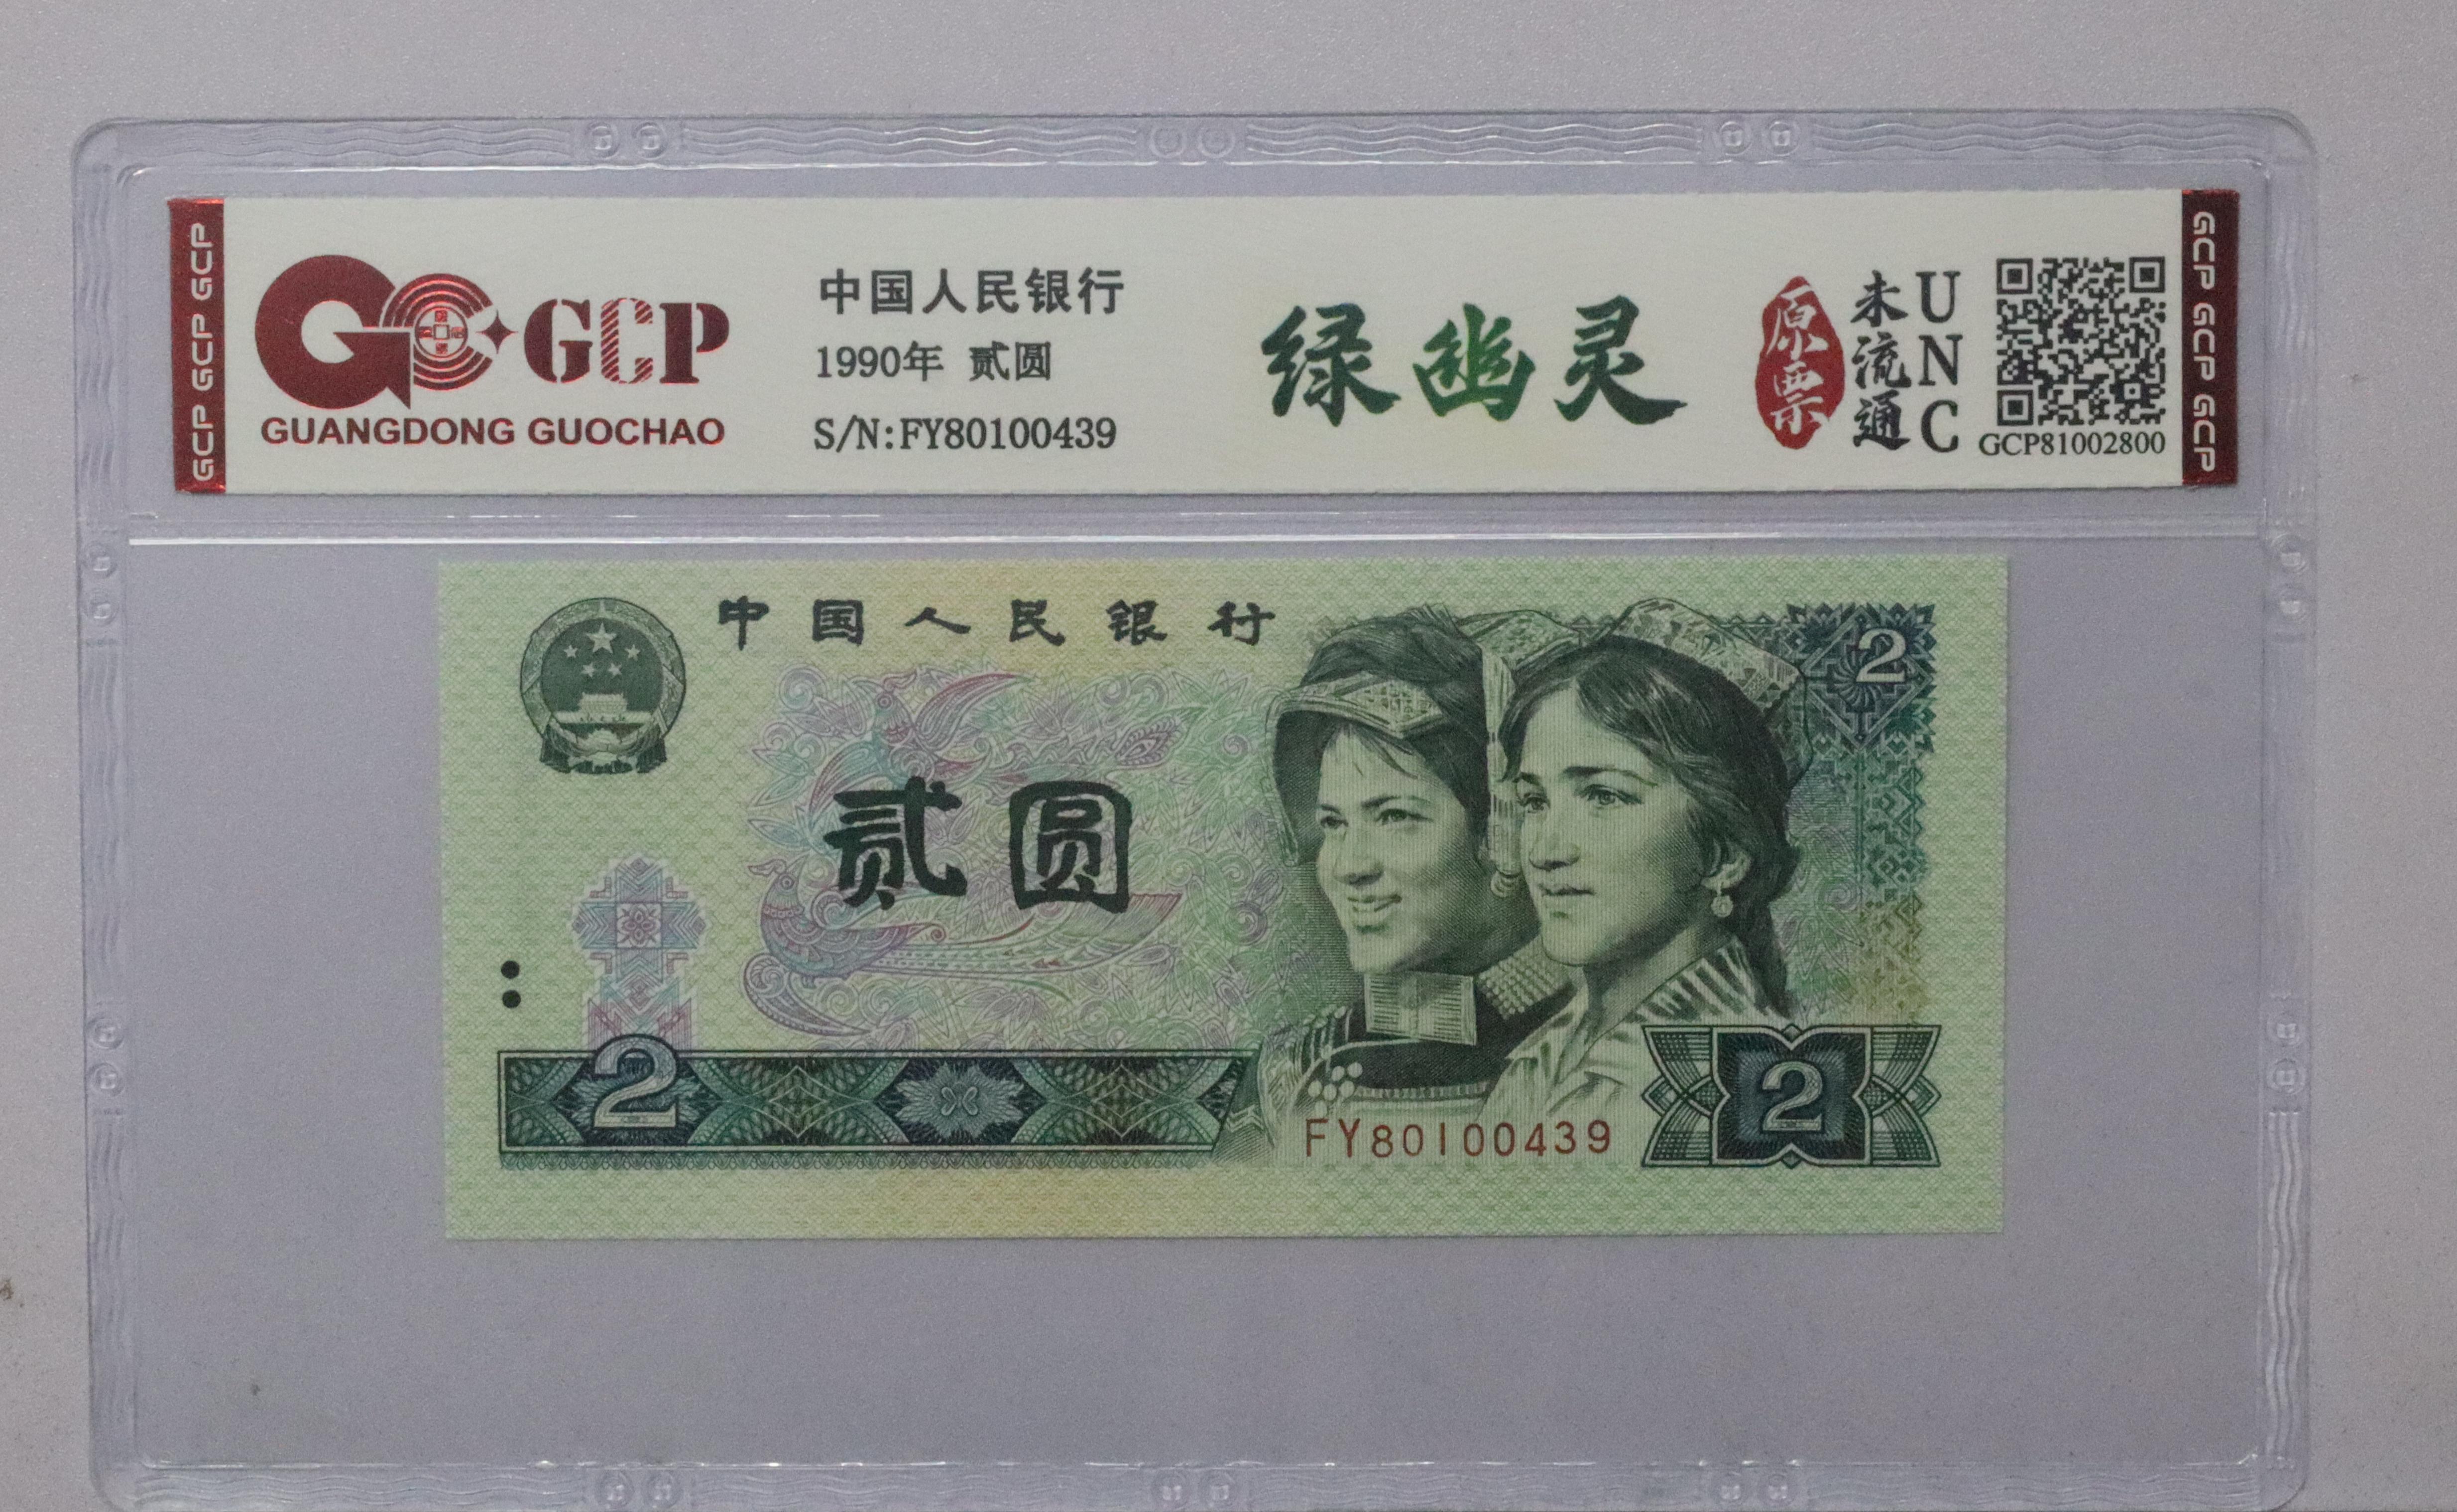 GCP GCP GCP
GCP
GUANGDONG GUOCHAO
中国人民银行
1990年 贰圆
S/N:FY80100439
绿幽灵
原票
未流通
UNC
GCP81002800
GCP GCP GCP
中国人民银行
2
贰圆
2
FY80100439
2